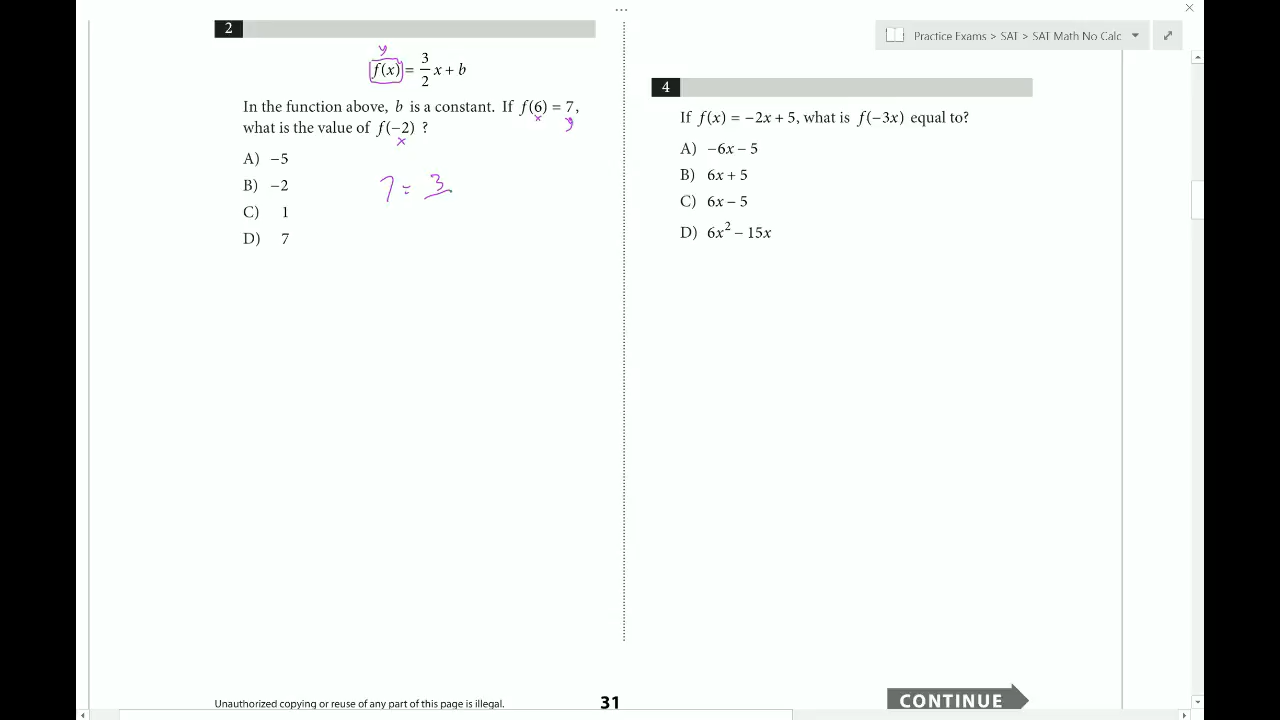 2
y
f(x) = 3/2 x + b
In the function above, b is a constant. If f(6) = 7,
x
y
what is the value of f(−2) ?
x
A) −5
B) −2
C) 1
D) 7
7 = 3
Practice Exams > SAT > SAT Math No Calc
4
If f(x) = −2x + 5, what is f(−3x) equal to?
A) −6x − 5
B) 6x + 5
C) 6x − 5
D) 6x² − 15x
Unauthorized copying or reuse of any part of this page is illegal.
31
CONTINUE